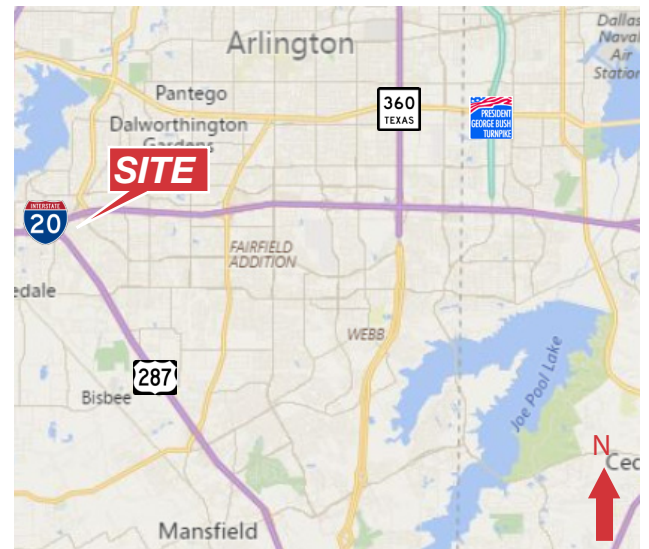 Dallas
Naval
Air
Station
Arlington
Pantego
360
TEXAS
PRESIDENT
GEORGE BUSH
TURNPIKE
Dalworthington
Gardens
SITE
INTERSTATE
20
FAIRFIELD
ADDITION
edale
WEBB
Joe Pool Lake
287
Bisbee
N
Cec
Mansfield